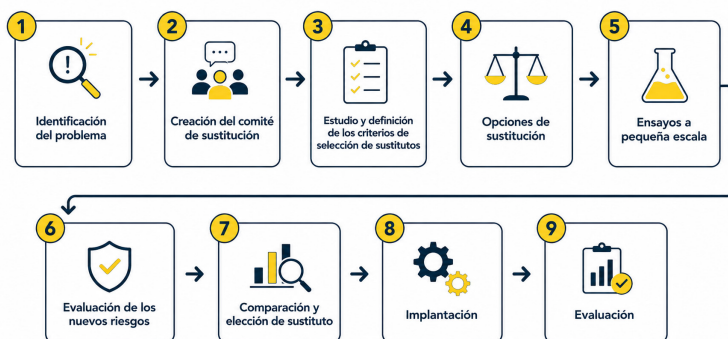 1
Identificación
del problema
2
Creación del comité
de sustitución
3
Estudio y definición
de los criterios de
selección de sustitutos
4
Opciones de
sustitución
5
Ensayos a
pequeña escala
6
Evaluación de los
nuevos riesgos
7
Comparación y
elección de sustituto
8
Implantación
9
Evaluación